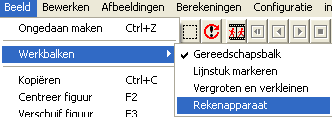 Beeld Bewerken Afbeeldingen Berekeningen Configuratie
Ongedaan maken Ctrl+Z
Werkbalken
Gereedschapsbalk
Lijnstuk markeren
Kopiëren Ctrl+C
Vergroten en verkleinen
Centreer figuur F2
Rekenapparaat
Verschuif figuur F3